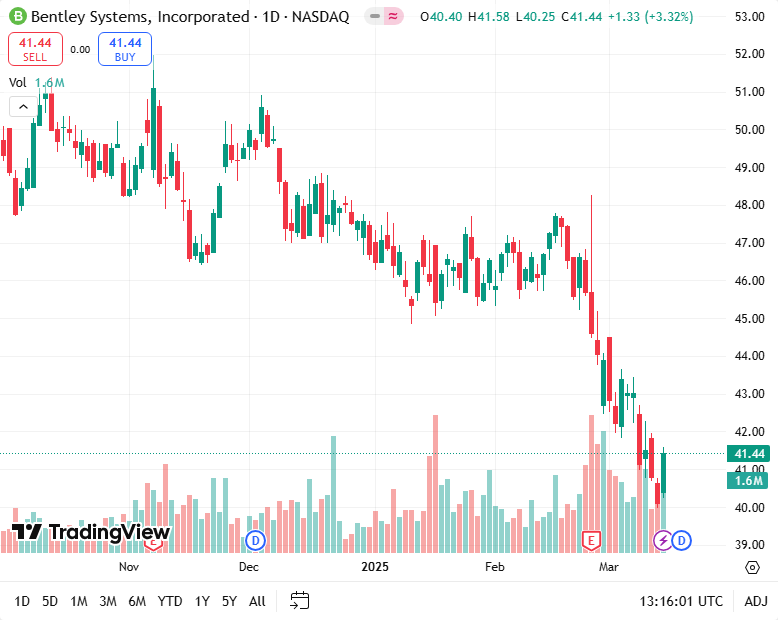 B Bentley Systems, Incorporated · 1D · NASDAQ O40.40 H41.58 L40.25 C41.44 +1.33 (+3.32%)
41.44 SELL 0.00 41.44 BUY
Vol 1.6M
53.00
52.00
51.00
50.00
49.00
48.00
47.00
46.00
45.00
44.00
43.00
42.00
41.44
41.00
1.6M
40.00
39.00
TradingView
E D E D
Nov Dec 2025 Feb Mar
1D 5D 1M 3M 6M YTD 1Y 5Y All 13:16:01 UTC ADJ